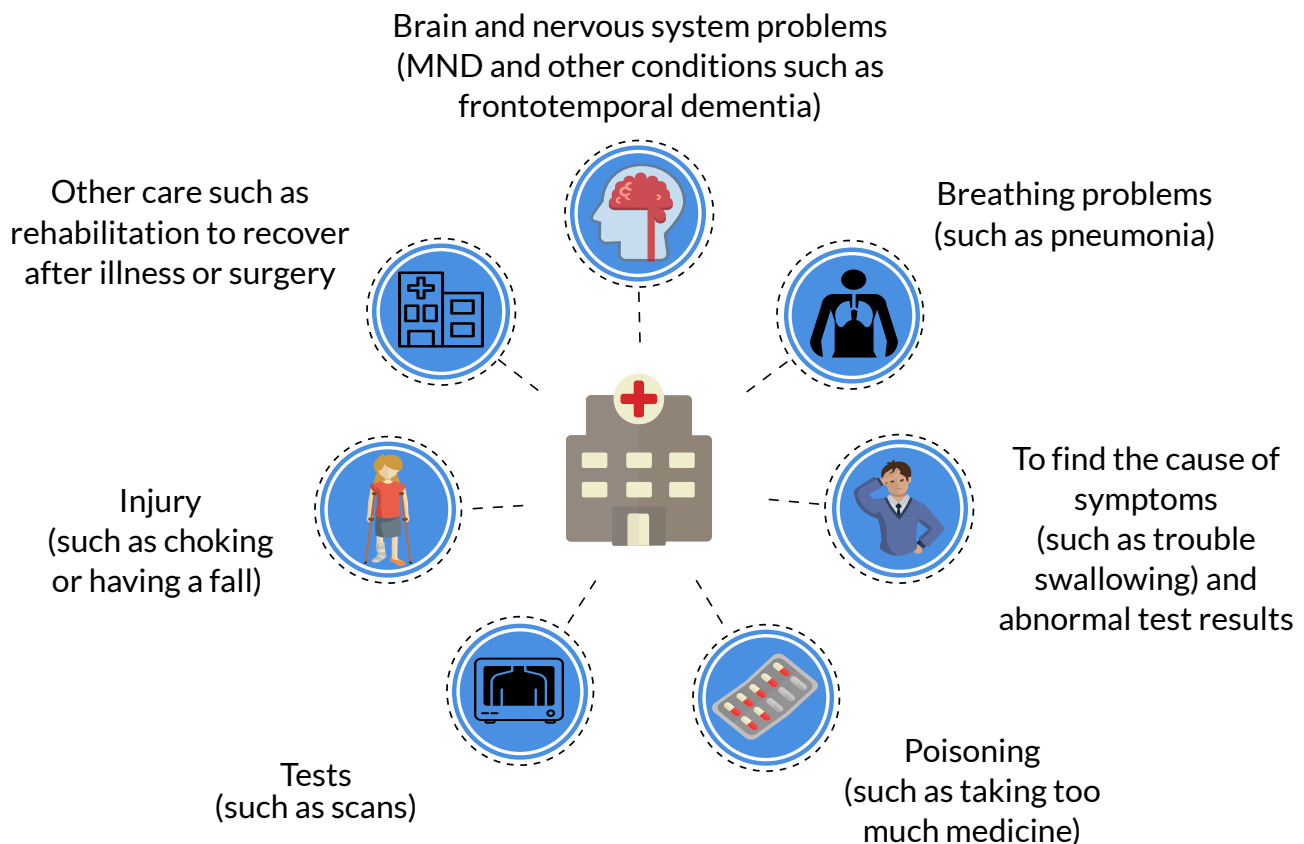 Brain and nervous system problems
(MND and other conditions such as
frontotemporal dementia)
Breathing problems
(such as pneumonia)
To find the cause of
symptoms
(such as trouble
swallowing) and
abnormal test results
Poisoning
(such as taking too
much medicine)
Tests
(such as scans)
Injury
(such as choking
or having a fall)
Other care such as
rehabilitation to recover
after illness or surgery